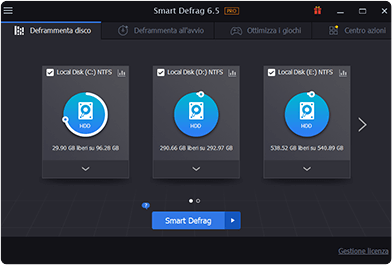 Smart Defrag 6.5 PRO
Deframmenta disco
Deframmenta all'avvio
Ottimizza i giochi
Centro azioni
Local Disk (C:) NTFS
Local Disk (D:) NTFS
Local Disk (E:) NTFS
HDD
HDD
HDD
29.90 GB liberi su 96.28 GB
290.66 GB liberi su 292.97 GB
538.52 GB liberi su 540.89 GB
?
Smart Defrag
Gestione licenza